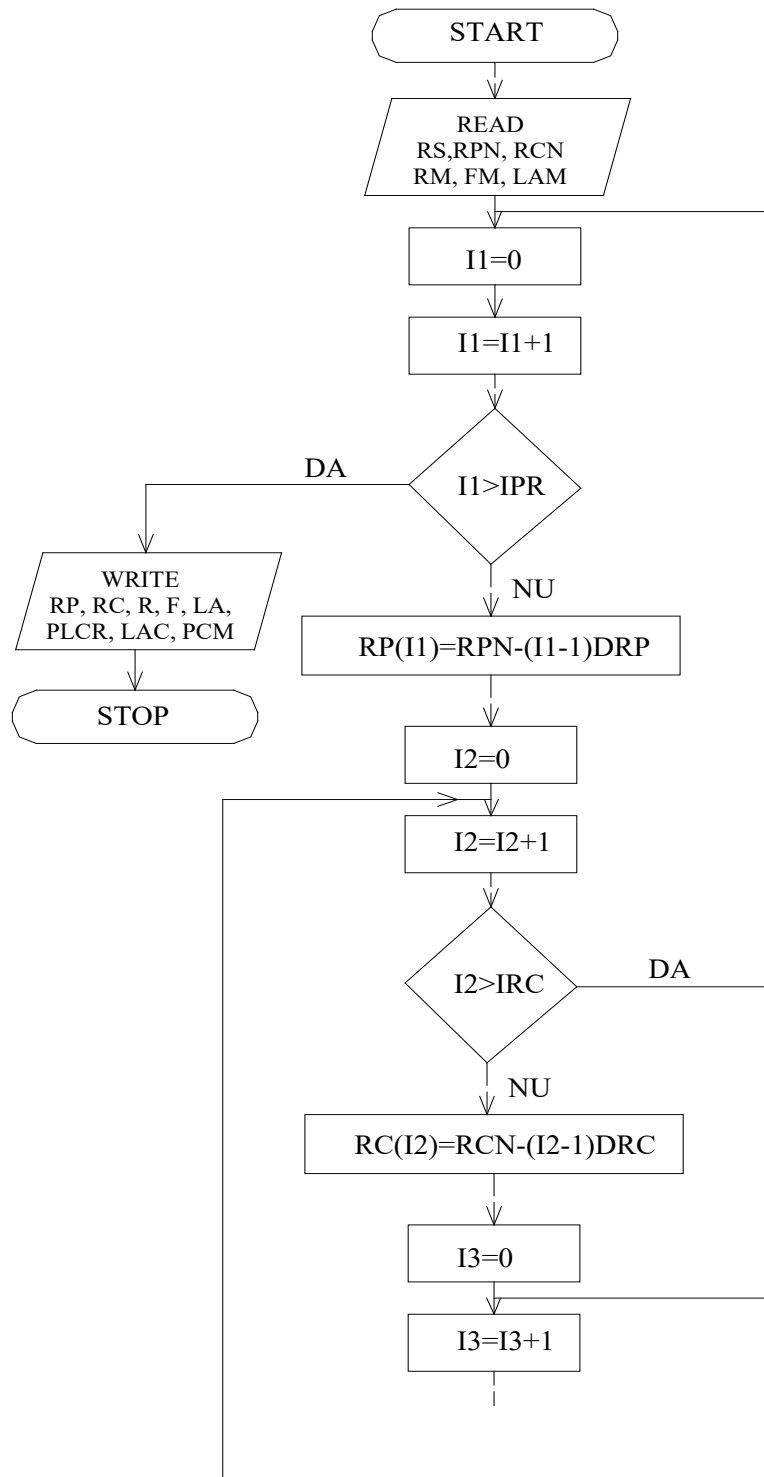 START
READ
RS,RPN, RCN
RM, FM, LAM
I1=0
I1=I1+1
I1>IPR
DA
WRITE
RP, RC, R, F, LA,
PLCR, LAC, PCM
STOP
NU
RP(I1)=RPN-(I1-1)DRP
I2=0
I2=I2+1
I2>IRC
DA
NU
RC(I2)=RCN-(I2-1)DRC
I3=0
I3=I3+1